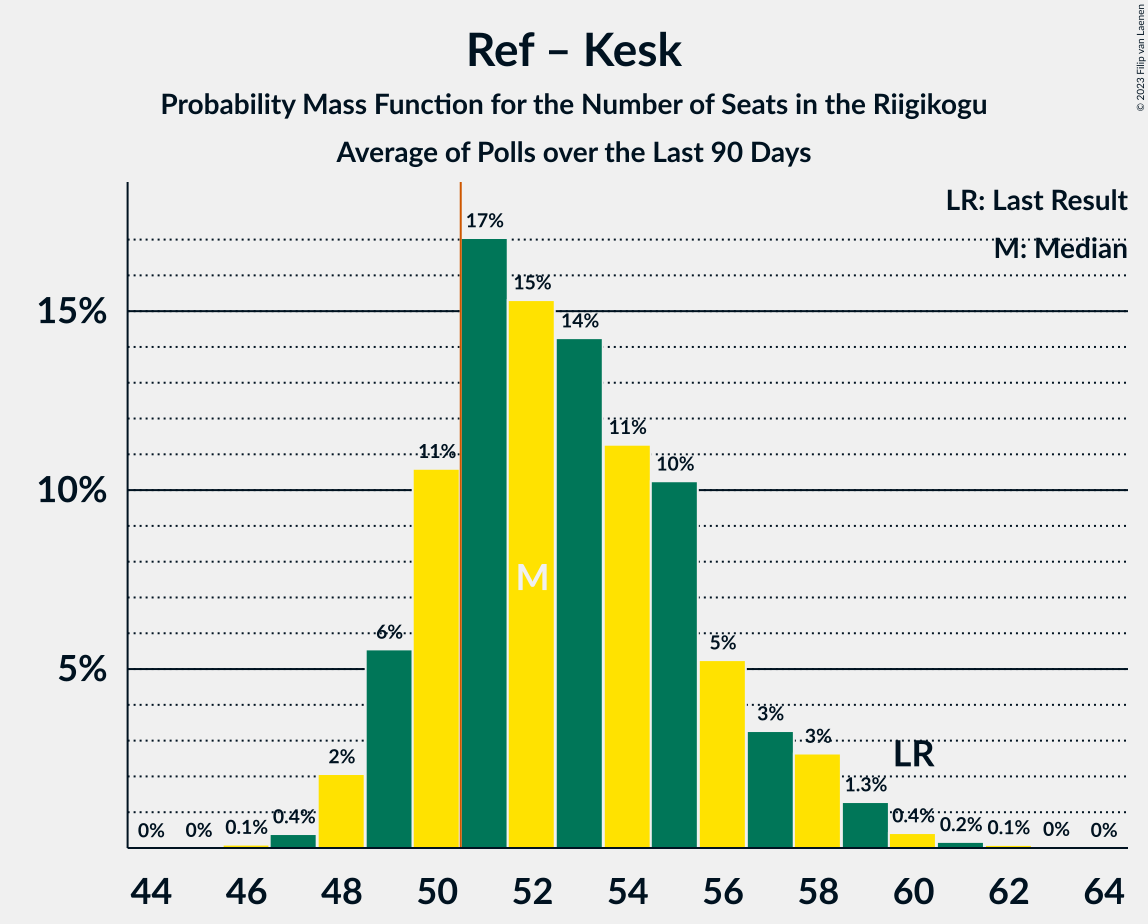 Ref – Kesk
Probability Mass Function for the Number of Seats in the Riigikogu
Average of Polls over the Last 90 Days
© 2023 Filip van Laenen
LR: Last Result
M: Median
17%
15%
14%
11%
11%
10%
6%
5%
3%
3%
2%
1.3%
0% 0% 0.1% 0.4%
0.4% 0.2% 0.1% 0% 0%
M
LR
15%
10%
5%
44 46 48 50 52 54 56 58 60 62 64